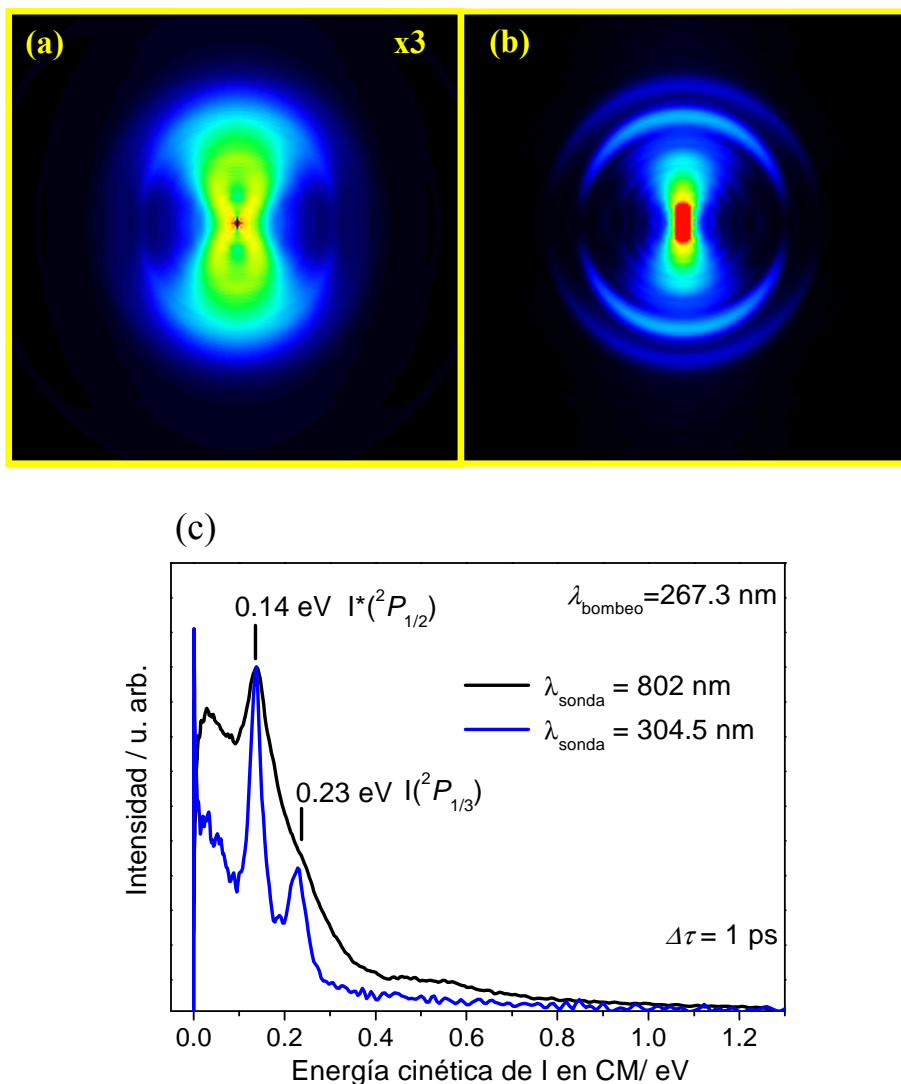 (a)
x3
(b)
(c)
0.14 eV I*(²P₁/₂)
λbombeo=267.3 nm
λsonda = 802 nm
λsonda = 304.5 nm
0.23 eV I(²P₁/₃)
Δτ = 1 ps
Intensidad / u. arb.
0.0 0.2 0.4 0.6 0.8 1.0 1.2
Energía cinética de I en CM/ eV